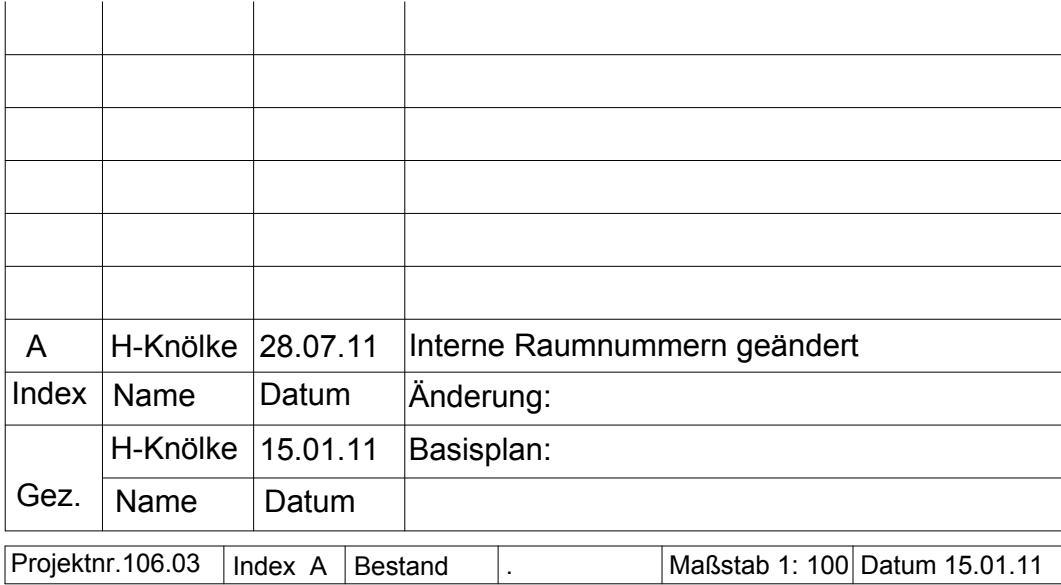 A H-Knölke 28.07.11 Interne Raumnummern geändert
Index Name Datum Änderung:
H-Knölke 15.01.11 Basisplan:
Gez. Name Datum
Projektnr.106.03 Index A Bestand . Maßstab 1: 100 Datum 15.01.11